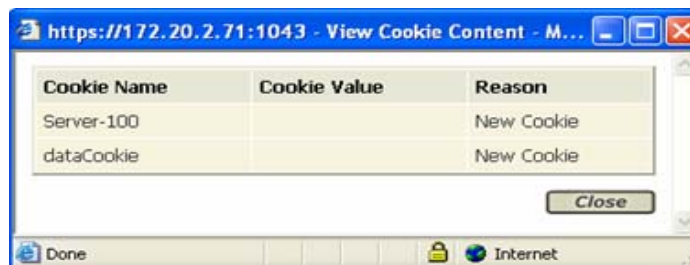 https://172.20.2.71:1043 - View Cookie Content - M...
Cookie Name Cookie Value Reason
Server-100 New Cookie
dataCookie New Cookie
Close
Done Internet